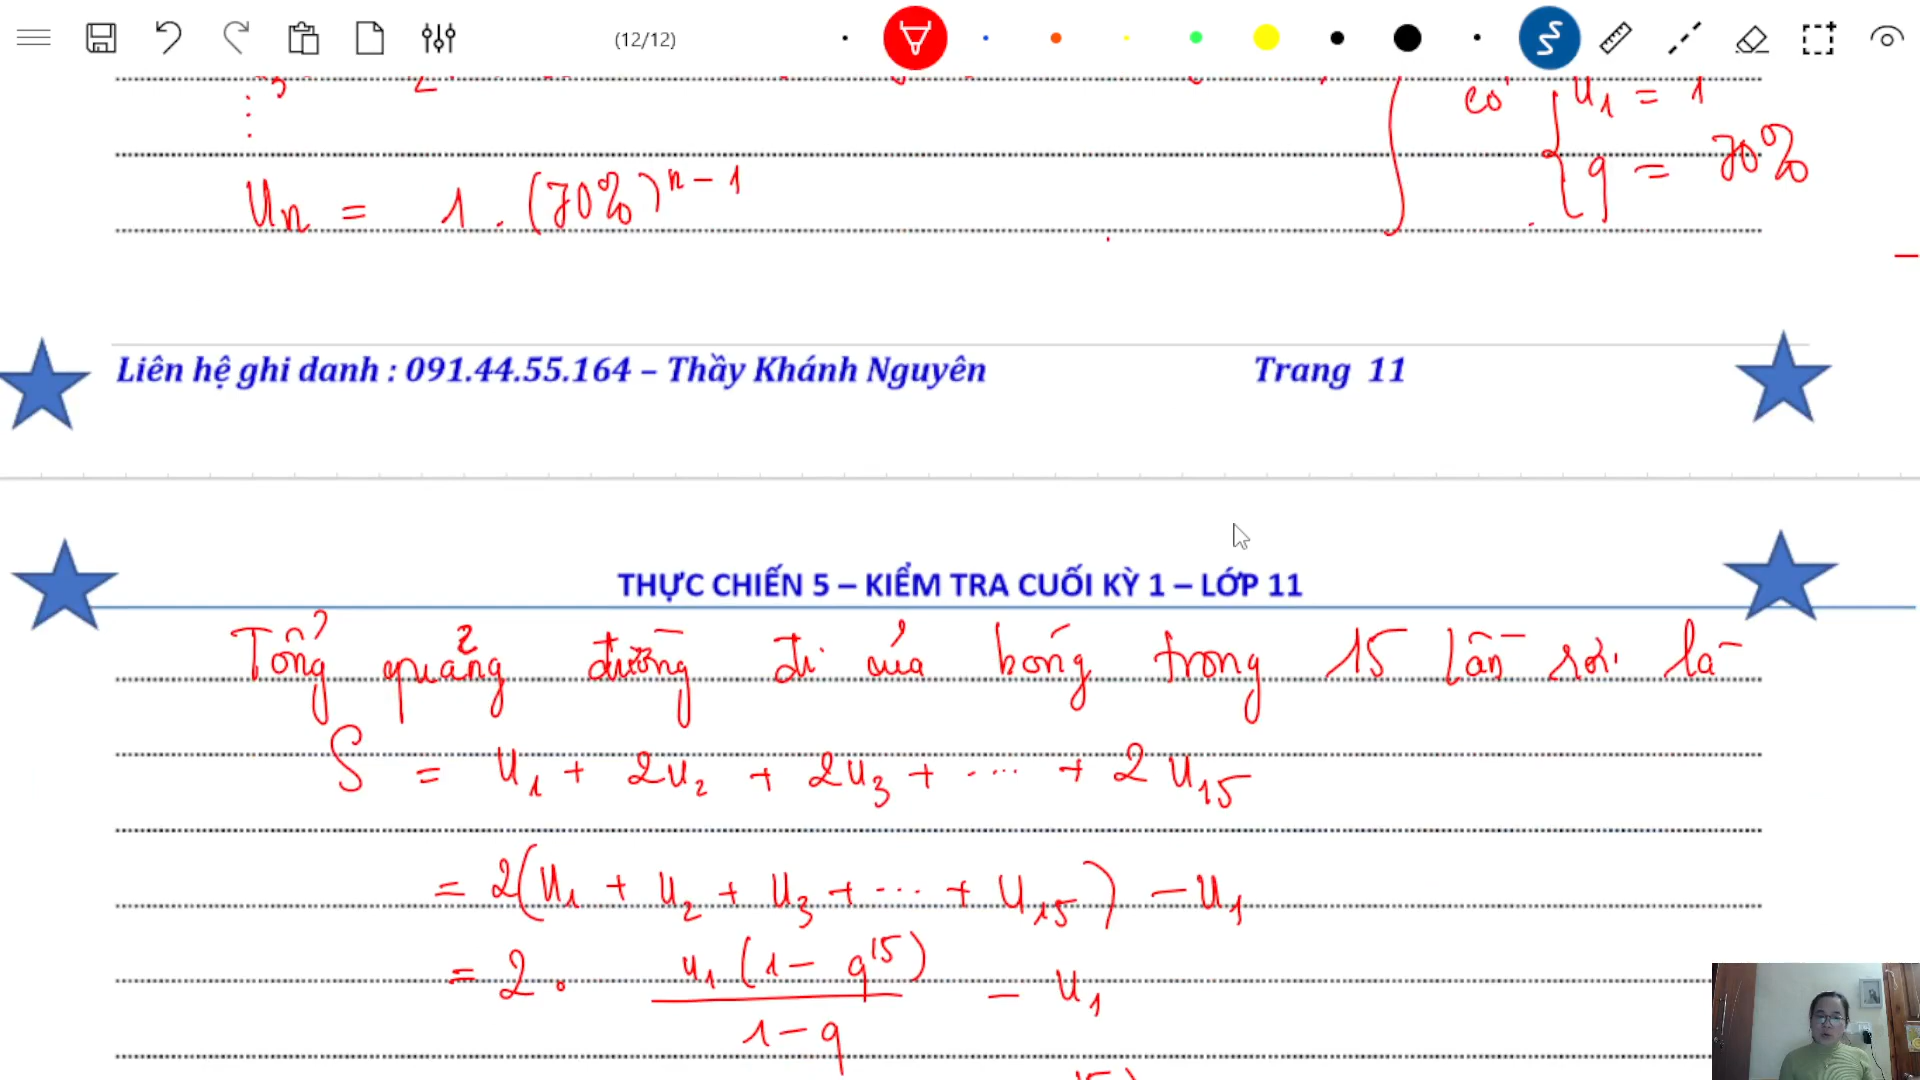 (12/12)
có u₁ = 1
q = 70%
Uₙ = 1 . (70%)ⁿ⁻¹
Liên hệ ghi danh : 091.44.55.164 – Thầy Khánh Nguyên Trang 11
THỰC CHIẾN 5 – KIỂM TRA CUỐI KỲ 1 – LỚP 11
Tổng quảng đường đi của bóng trong 15 lần rơi là
S = u₁ + 2u₂ + 2u₃ + .... + 2 u₁₅
= 2(u₁ + u₂ + u₃ + ... + u₁₅) – u₁
= 2 . u₁ (1 – q¹⁵) / (1 – q) – u₁